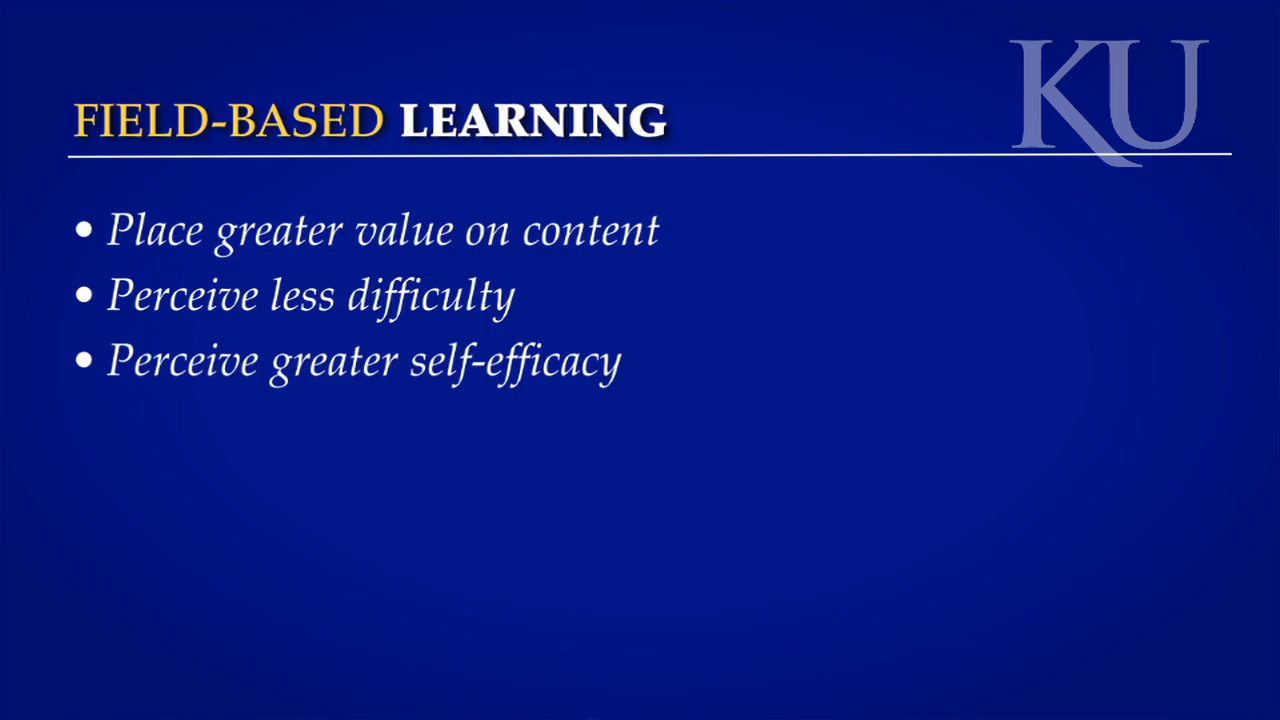 KU
FIELD-BASED LEARNING
• Place greater value on content
• Perceive less difficulty
• Perceive greater self-efficacy